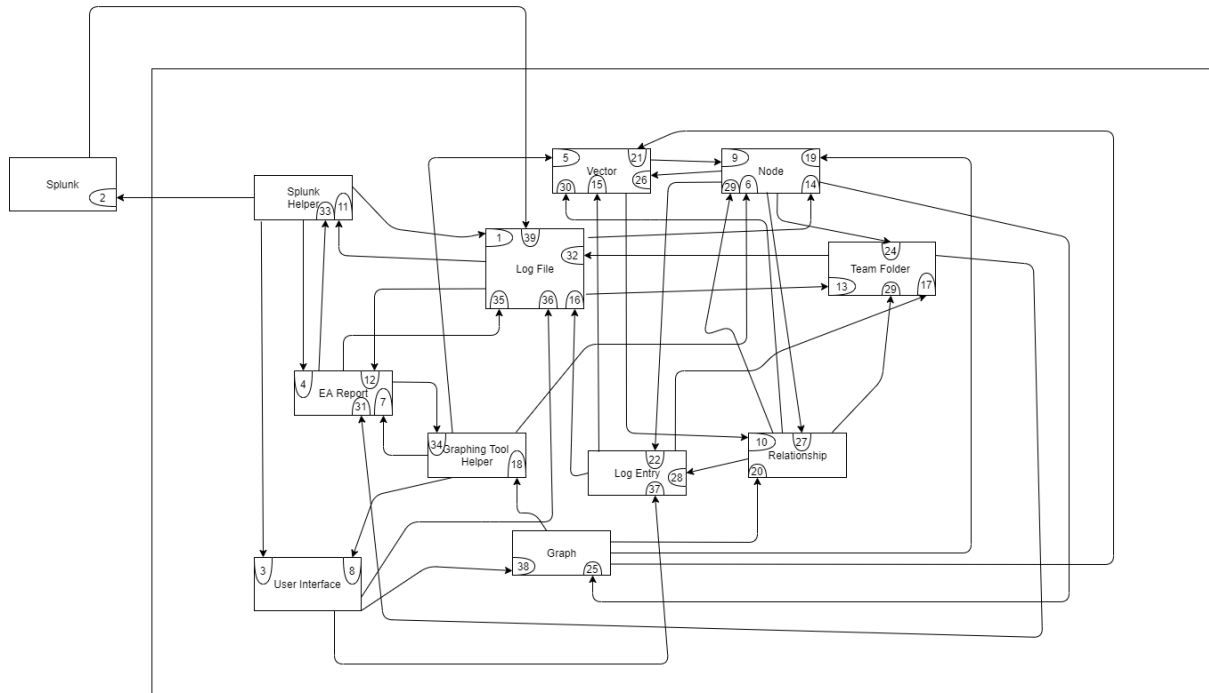 Splunk
2
Splunk
Helper
33
11
5
21
Vector
30
15
26
9
19
Node
29
6
14
1
39
Log File
32
35
36
16
24
Team Folder
13
29
17
4
12
EA Report
31
7
34
Graphing Tool
Helper
18
22
Log Entry
28
37
10
27
Relationship
20
3
8
User Interface
Graph
38
25